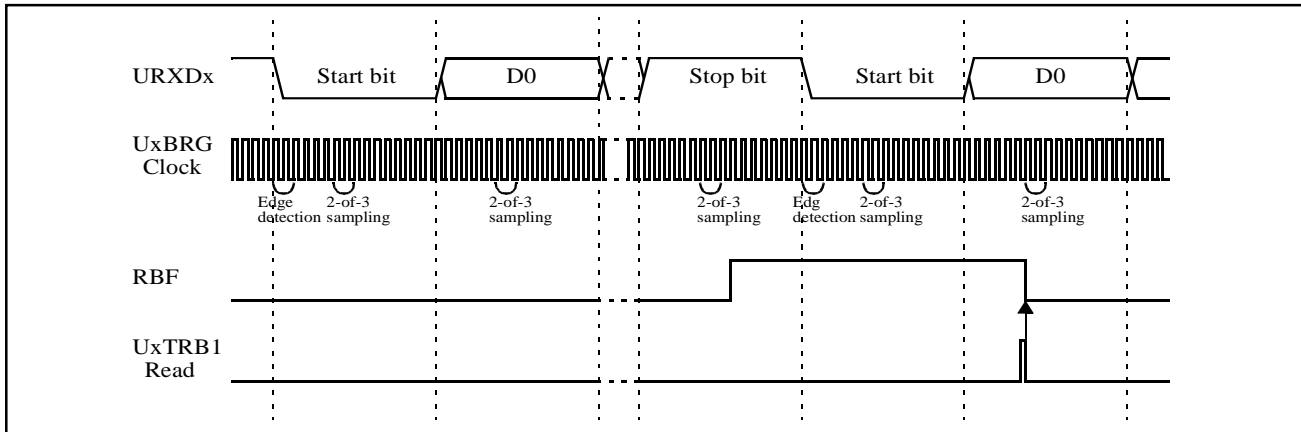 URXDx Start bit D0 Stop bit Start bit D0
UxBRG
Clock
Edge 2-of-3 2-of-3 2-of-3 Edg 2-of-3 2-of-3
detection sampling sampling sampling detection sampling sampling
RBF
UxTRB1
Read